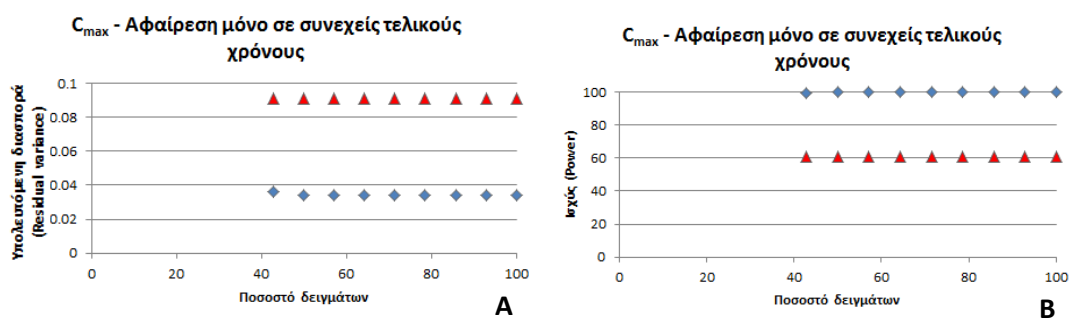 C_max - Αφαίρεση μόνο σε συνεχείς τελικούς
χρόνους
Υπολειπόμενη διασπορά
(Residual variance)
0.1
0.08
0.06
0.04
0.02
0
0 20 40 60 80 100
Ποσοστό δειγμάτων
A
C_max - Αφαίρεση μόνο σε συνεχείς τελικούς
χρόνους
Ισχύς (Power)
100
80
60
40
20
0
0 20 40 60 80 100
Ποσοστό δειγμάτων
B